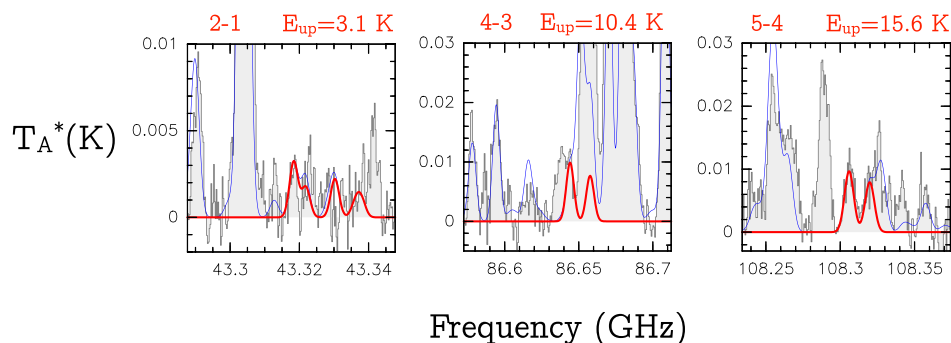 2-1 E_up=3.1 K 4-3 E_up=10.4 K 5-4 E_up=15.6 K
0.01 0.03 0.03
0.02 0.02
T_A*(K) 0.005
0.01 0.01
0 0 0
43.3 43.32 43.34 86.6 86.65 86.7 108.25 108.3 108.35
Frequency (GHz)